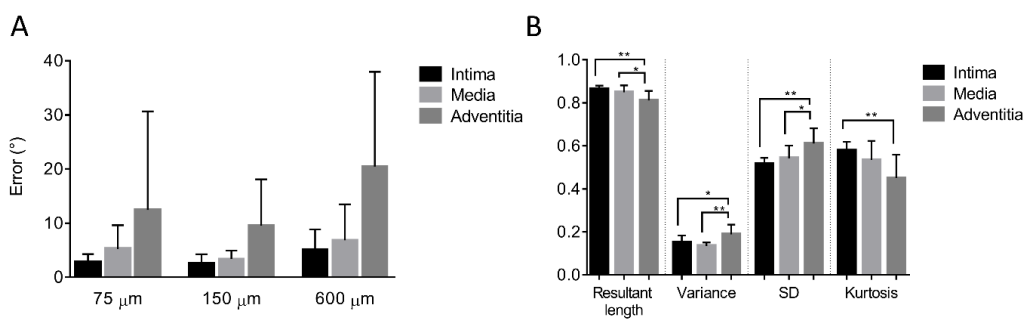 A
B
Error (°)
40
30
20
10
0
75 μm
150 μm
600 μm
Intima
Media
Adventitia
1.0
0.8
0.6
0.4
0.2
0.0
**
*
*
**
**
*
**
Resultant
length
Variance
SD
Kurtosis
Intima
Media
Adventitia